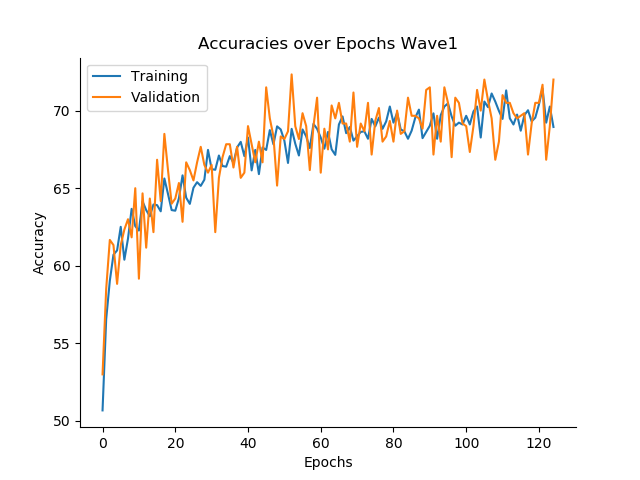 Accuracies over Epochs Wave1
Training
Validation
Accuracy
70
65
60
55
50
0 20 40 60 80 100 120
Epochs